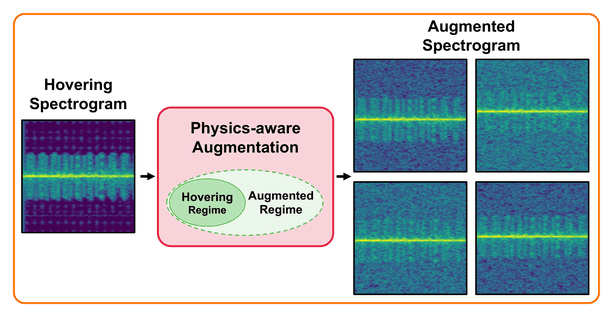 Hovering
Spectrogram
Physics-aware
Augmentation
Hovering
Regime
Augmented
Regime
Augmented
Spectrogram